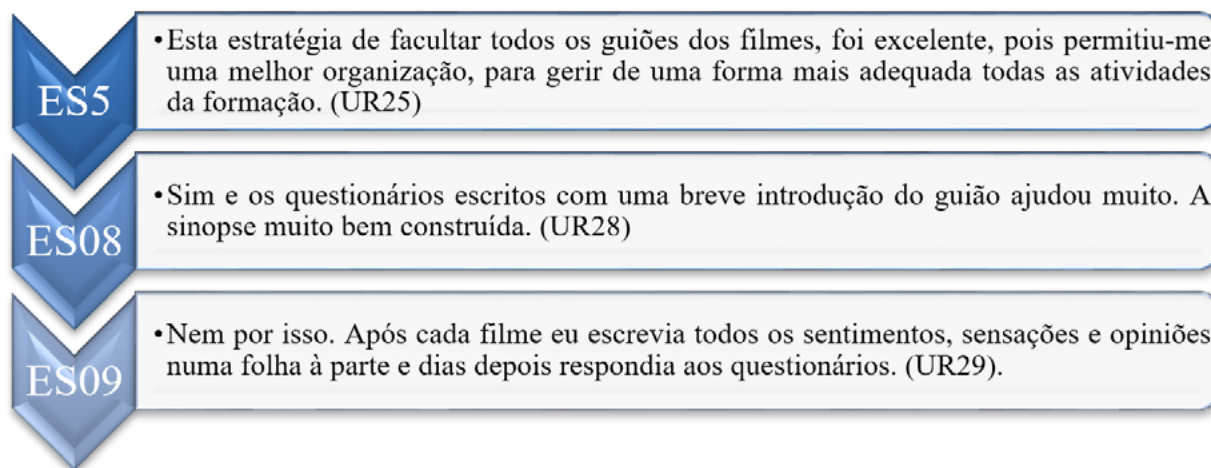 ES5
•Esta estratégia de facultar todos os guiões dos filmes, foi excelente, pois permitiu-me
uma melhor organização, para gerir de uma forma mais adequada todas as atividades
da formação. (UR25)
ES08
•Sim e os questionários escritos com uma breve introdução do guião ajudou muito. A
sinopse muito bem construída. (UR28)
ES09
•Nem por isso. Após cada filme eu escrevia todos os sentimentos, sensações e opiniões
numa folha à parte e dias depois respondia aos questionários. (UR29).